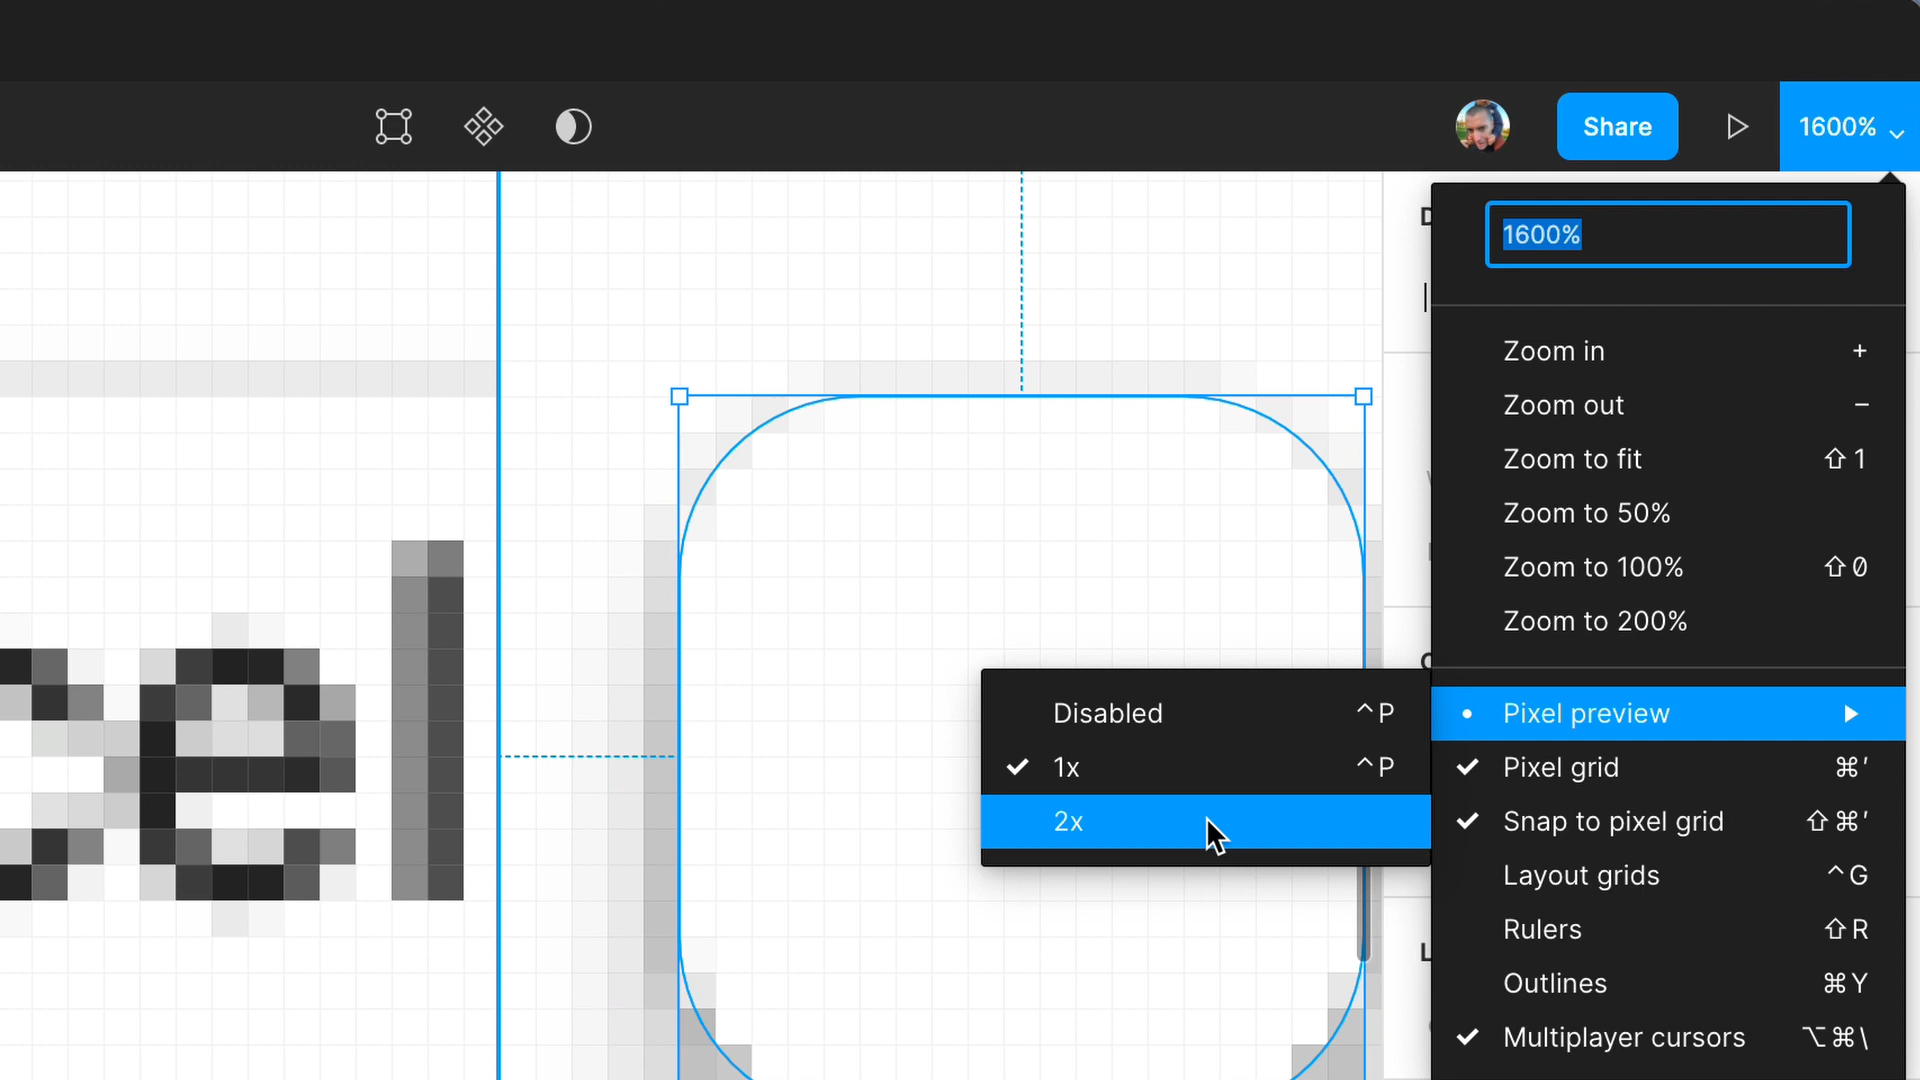 Share
1600%
1600%
Zoom in +
Zoom out −
Zoom to fit ⇧1
Zoom to 50%
Zoom to 100% ⇧0
Zoom to 200%
Pixel preview
Pixel grid ⌘'
Snap to pixel grid ⇧⌘'
Layout grids ^G
Rulers ⇧R
Outlines ⌘Y
Multiplayer cursors ⌥⌘\
Disabled ^P
1x ^P
2x
el